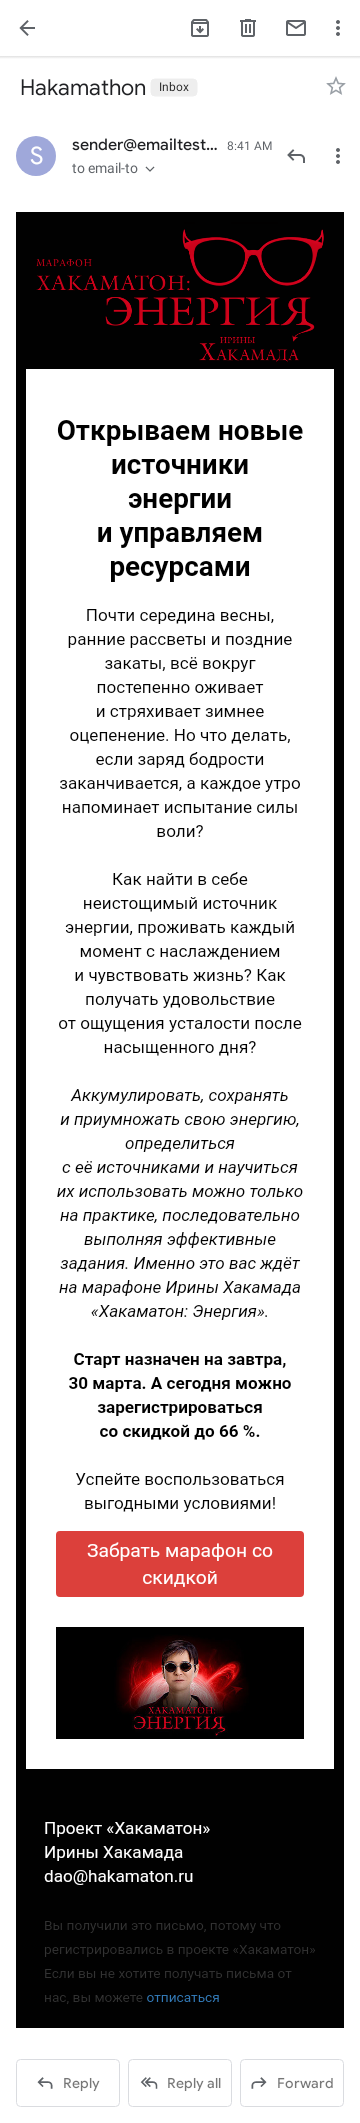 Hakamathon Inbox
S
sender@emailtest... 8:41 AM
to email-to
МАРАФОН
ХАКАМАТОН:
ЭНЕРГИЯ
ИРИНЫ
ХАКАМАДА
Открываем новые
источники
энергии
и управляем
ресурсами
Почти середина весны,
ранние рассветы и поздние
закаты, всё вокруг
постепенно оживает
и стряхивает зимнее
оцепенение. Но что делать,
если заряд бодрости
заканчивается, а каждое утро
напоминает испытание силы
воли?
Как найти в себе
неистощимый источник
энергии, проживать каждый
момент с наслаждением
и чувствовать жизнь? Как
получать удовольствие
от ощущения усталости после
насыщенного дня?
Аккумулировать, сохранять
и приумножать свою энергию,
определиться
с её источниками и научиться
их использовать можно только
на практике, последовательно
выполняя эффективные
задания. Именно это вас ждёт
на марафоне Ирины Хакамада
«Хакаматон: Энергия».
Старт назначен на завтра,
30 марта. А сегодня можно
зарегистрироваться
со скидкой до 66 %.
Успейте воспользоваться
выгодными условиями!
Забрать марафон со
скидкой
ХАКАМАТОН:
ЭНЕРГИЯ
Проект «Хакаматон»
Ирины Хакамада
dao@hakamaton.ru
Вы получили это письмо, потому что
регистрировались в проекте «Хакаматон»
Если вы не хотите получать письма от
нас, вы можете отписаться
Reply Reply all Forward